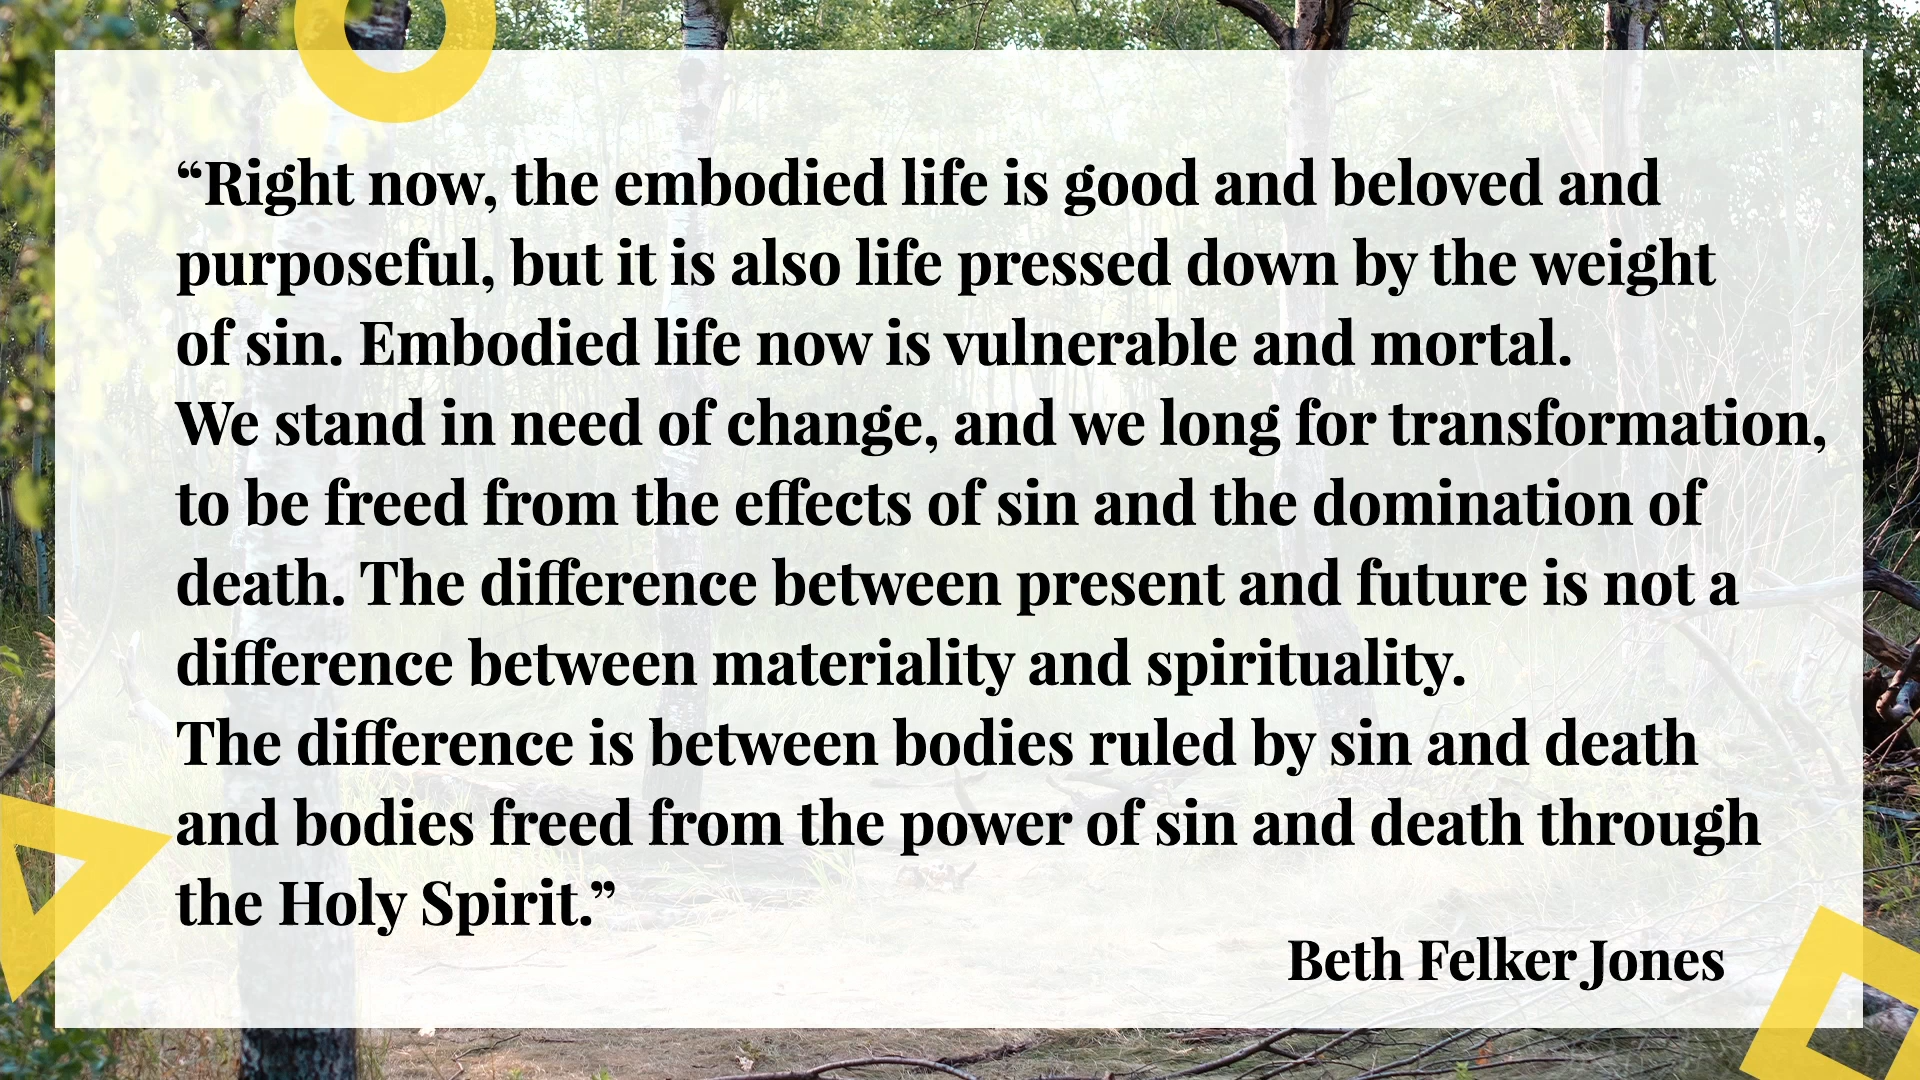 “Right now, the embodied life is good and beloved and
purposeful, but it is also life pressed down by the weight
of sin. Embodied life now is vulnerable and mortal.
We stand in need of change, and we long for transformation,
to be freed from the effects of sin and the domination of
death. The difference between present and future is not a
difference between materiality and spirituality.
The difference is between bodies ruled by sin and death
and bodies freed from the power of sin and death through
the Holy Spirit.”
Beth Felker Jones